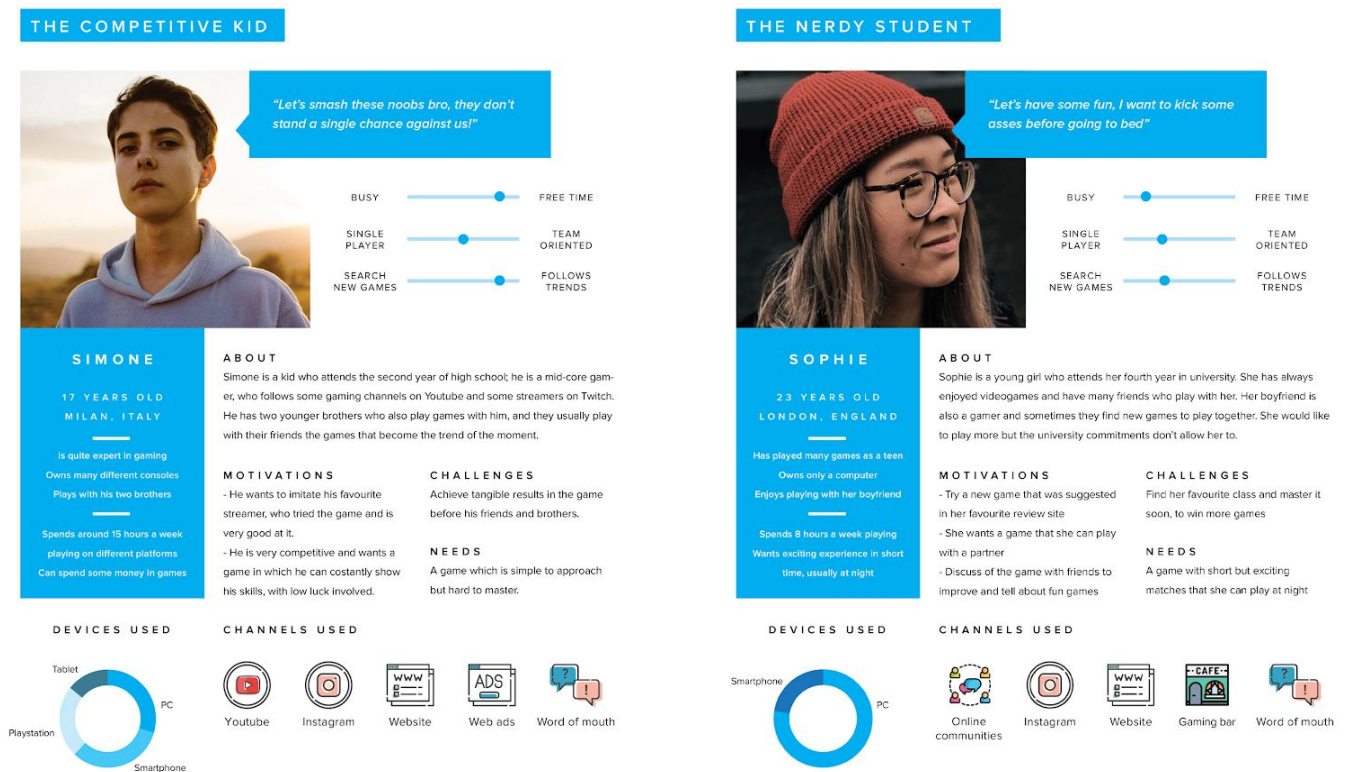 THE COMPETITIVE KID
“Let’s smash these noobs bro, they don’t
stand a single chance against us!”
BUSY
FREE TIME
SINGLE
PLAYER
TEAM
ORIENTED
SEARCH
NEW GAMES
FOLLOWS
TRENDS
SIMONE
17 YEARS OLD
MILAN, ITALY
Is quite expert in gaming
Owns many different consoles
Plays with his two brothers
Spends around 15 hours a week
playing on different platforms
Can spend some money in games
ABOUT
Simone is a kid who attends the second year of high school; he is a mid-core gam-
er, who follows some gaming channels on Youtube and some streamers on Twitch.
He has two younger brothers who also play games with him, and they usually play
with their friends the games that become the trend of the moment.
MOTIVATIONS
- He wants to imitate his favourite
streamer, who tried the game and is
very good at it.
- He is very competitive and wants a
game in which he can costantly show
his skills, with low luck involved.
CHALLENGES
Achieve tangible results in the game
before his friends and brothers.
NEEDS
A game which is simple to approach
but hard to master.
DEVICES USED
Tablet
PC
Playstation
Smartphone
CHANNELS USED
WWW
ADS
?
!
Youtube
Instagram
Website
Web ads
Word of mouth
THE NERDY STUDENT
“Let’s have some fun, I want to kick some
asses before going to bed”
BUSY
FREE TIME
SINGLE
PLAYER
TEAM
ORIENTED
SEARCH
NEW GAMES
FOLLOWS
TRENDS
SOPHIE
23 YEARS OLD
LONDON, ENGLAND
Has played many games as a teen
Owns only a computer
Enjoys playing with her boyfriend
Spends 8 hours a week playing
Wants exciting experience in short
time, usually at night
ABOUT
Sophie is a young girl who attends her fourth year in university. She has always
enjoyed videogames and have many friends who play with her. Her boyfriend is
also a gamer and sometimes they find new games to play together. She would like
to play more but the university commitments don’t allow her to.
MOTIVATIONS
- Try a new game that was suggested
in her favourite review site
- She wants a game that she can play
with a partner
- Discuss of the game with friends to
improve and tell about fun games
CHALLENGES
Find her favourite class and master it
soon, to win more games
NEEDS
A game with short but exciting
matches that she can play at night
DEVICES USED
Smartphone
PC
CHANNELS USED
WWW
CAFE
?
!
Online
communities
Instagram
Website
Gaming bar
Word of mouth